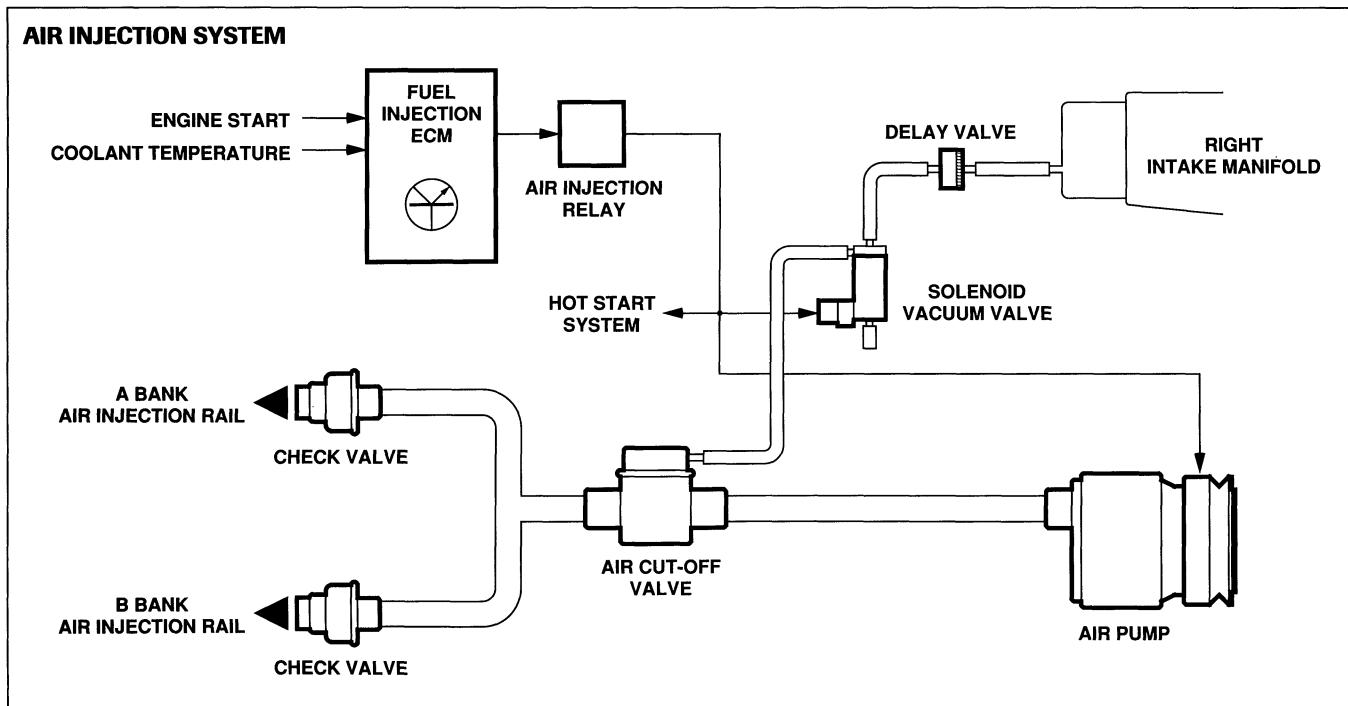 AIR INJECTION SYSTEM
ENGINE START
COOLANT TEMPERATURE
FUEL
INJECTION
ECM
AIR INJECTION
RELAY
DELAY VALVE
RIGHT
INTAKE MANIFOLD
HOT START
SYSTEM
SOLENOID
VACUUM VALVE
A BANK
AIR INJECTION RAIL
CHECK VALVE
AIR CUT-OFF
VALVE
B BANK
AIR INJECTION RAIL
CHECK VALVE
AIR PUMP